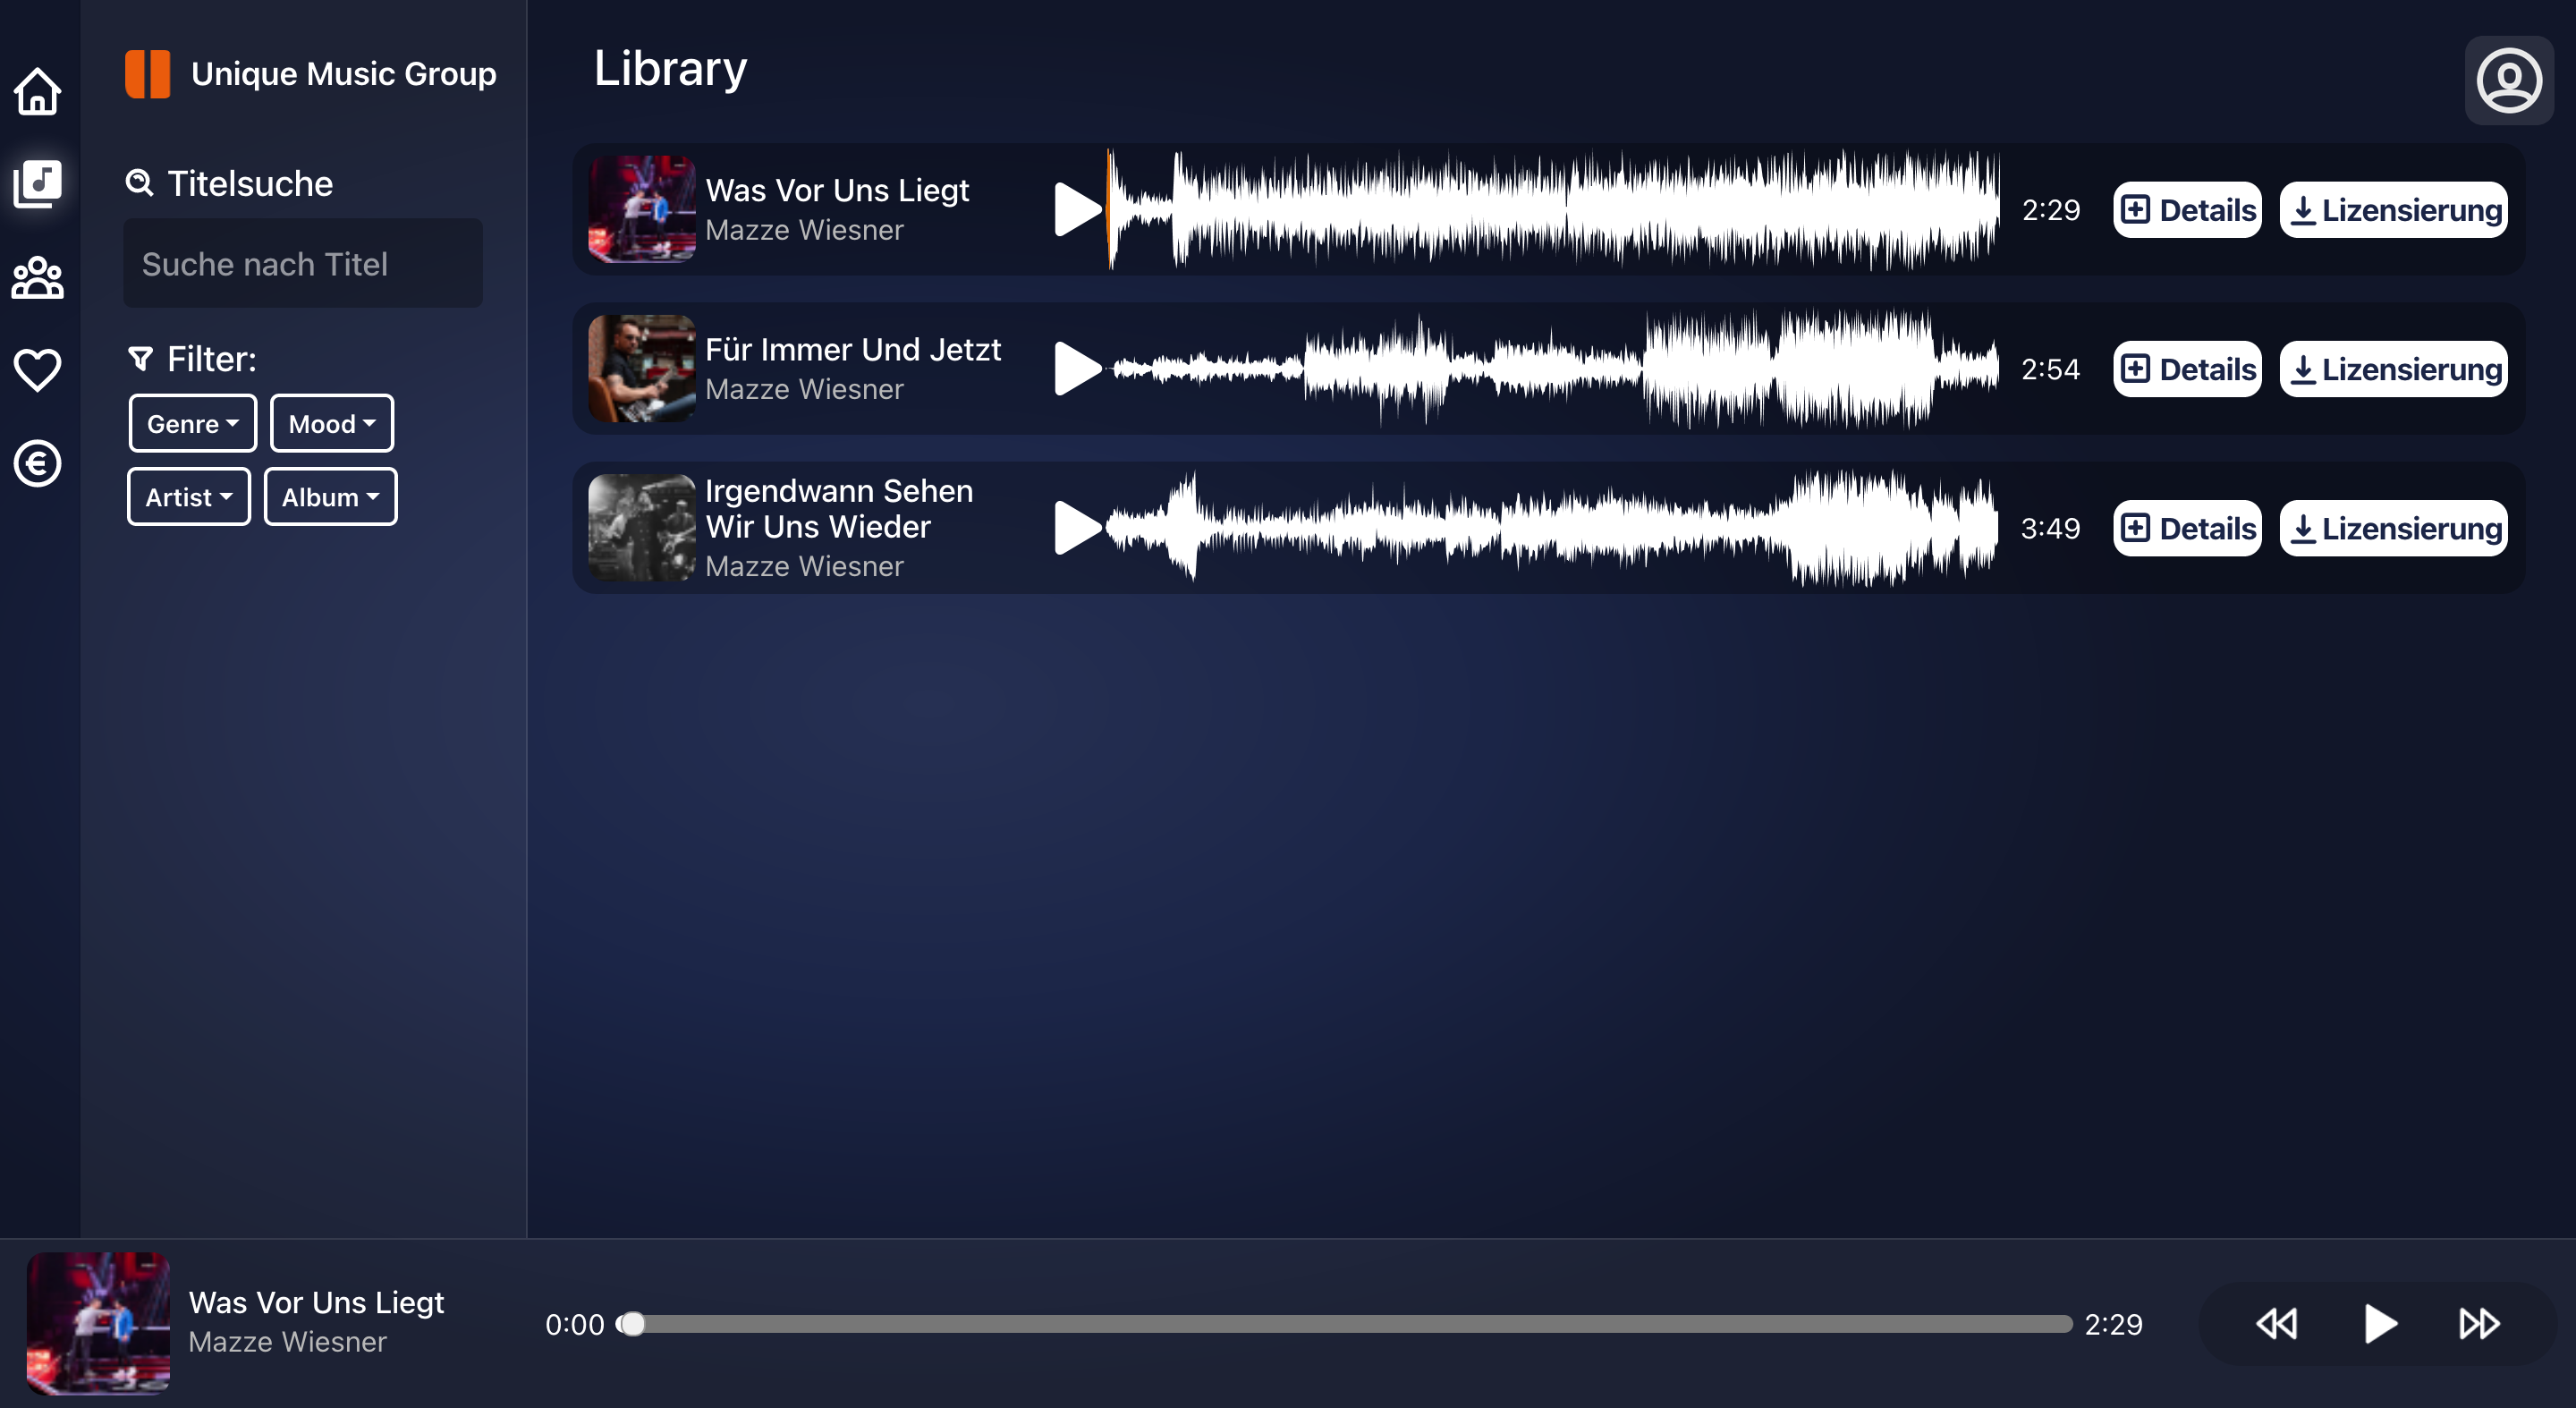 Unique Music Group
Titelsuche
Suche nach Titel
Filter:
Genre
Mood
Artist
Album
Library
Was Vor Uns Liegt
Mazze Wiesner
2:29
Details
Lizensierung
Für Immer Und Jetzt
Mazze Wiesner
2:54
Details
Lizensierung
Irgendwann Sehen
Wir Uns Wieder
Mazze Wiesner
3:49
Details
Lizensierung
Was Vor Uns Liegt
Mazze Wiesner
0:00
2:29